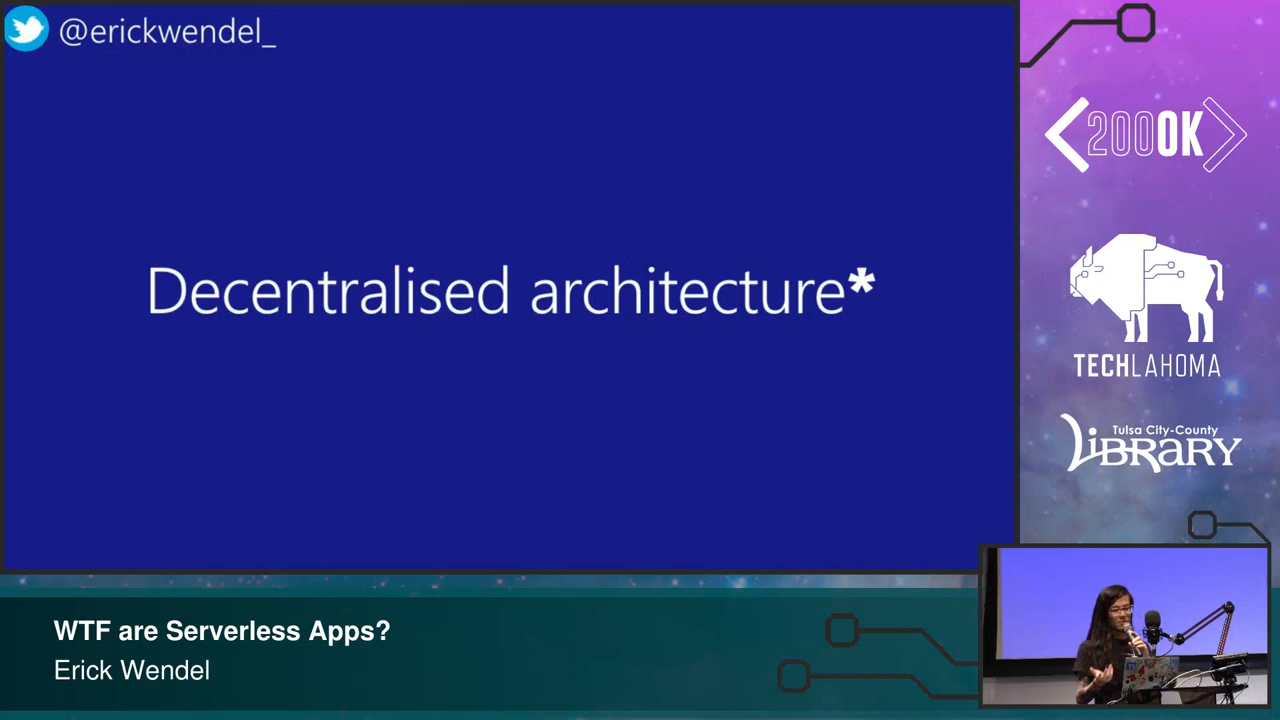 @erickwendel_
Decentralised architecture*
200OK
TECHLAHOMA
Tulsa City-County
LiBRARY
WTF are Serverless Apps?
Erick Wendel